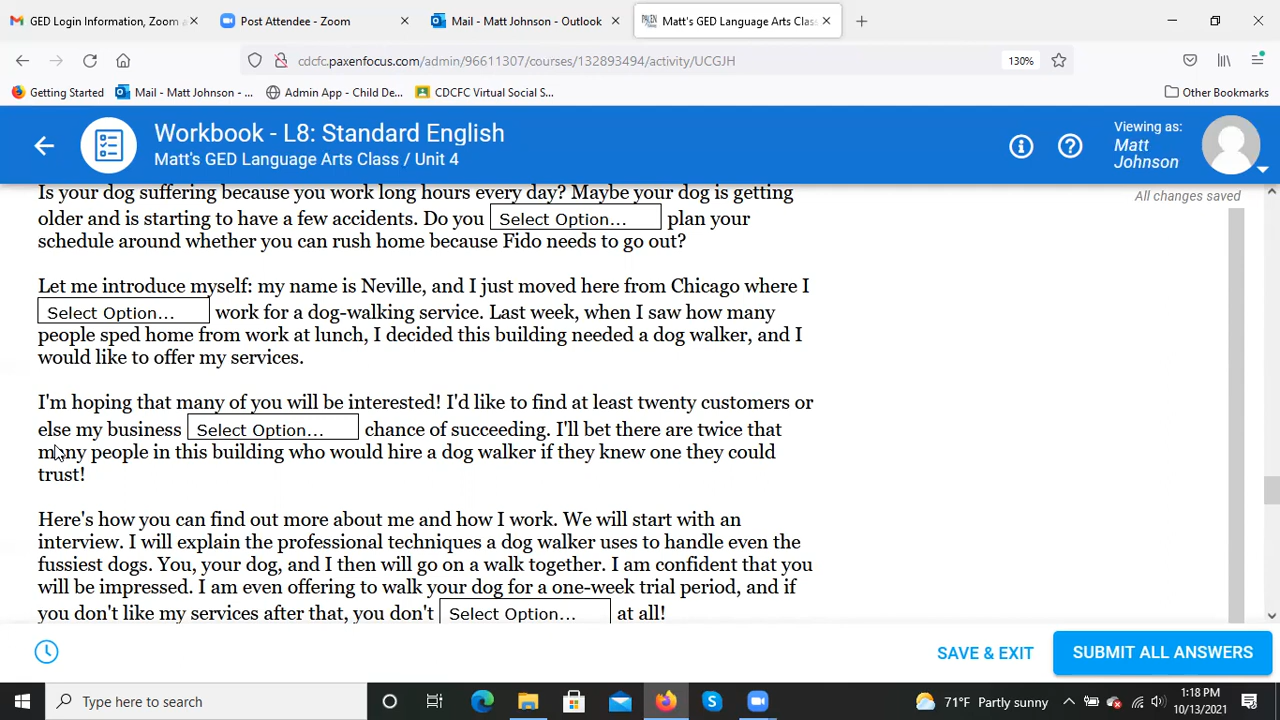 GED Login Information, Zoom a
Post Attendee - Zoom
Mail - Matt Johnson - Outlook
Matt's GED Language Arts Class
cdcfc.paxenfocus.com/admin/96611307/courses/132893494/activity/UCGJH
130%
Getting Started
Mail - Matt Johnson - ...
Admin App - Child De...
CDCFC Virtual Social S...
Other Bookmarks
Workbook - L8: Standard English
Matt's GED Language Arts Class / Unit 4
Viewing as:
Matt
Johnson
All changes saved
Is your dog suffering because you work long hours every day? Maybe your dog is getting
older and is starting to have a few accidents. Do you Select Option... plan your
schedule around whether you can rush home because Fido needs to go out?
Let me introduce myself: my name is Neville, and I just moved here from Chicago where I
Select Option... work for a dog-walking service. Last week, when I saw how many
people sped home from work at lunch, I decided this building needed a dog walker, and I
would like to offer my services.
I'm hoping that many of you will be interested! I'd like to find at least twenty customers or
else my business Select Option... chance of succeeding. I'll bet there are twice that
many people in this building who would hire a dog walker if they knew one they could
trust!
Here's how you can find out more about me and how I work. We will start with an
interview. I will explain the professional techniques a dog walker uses to handle even the
fussiest dogs. You, your dog, and I then will go on a walk together. I am confident that you
will be impressed. I am even offering to walk your dog for a one-week trial period, and if
you don't like my services after that, you don't Select Option... at all!
SAVE & EXIT
SUBMIT ALL ANSWERS
Type here to search
71°F Partly sunny
1:18 PM
10/13/2021